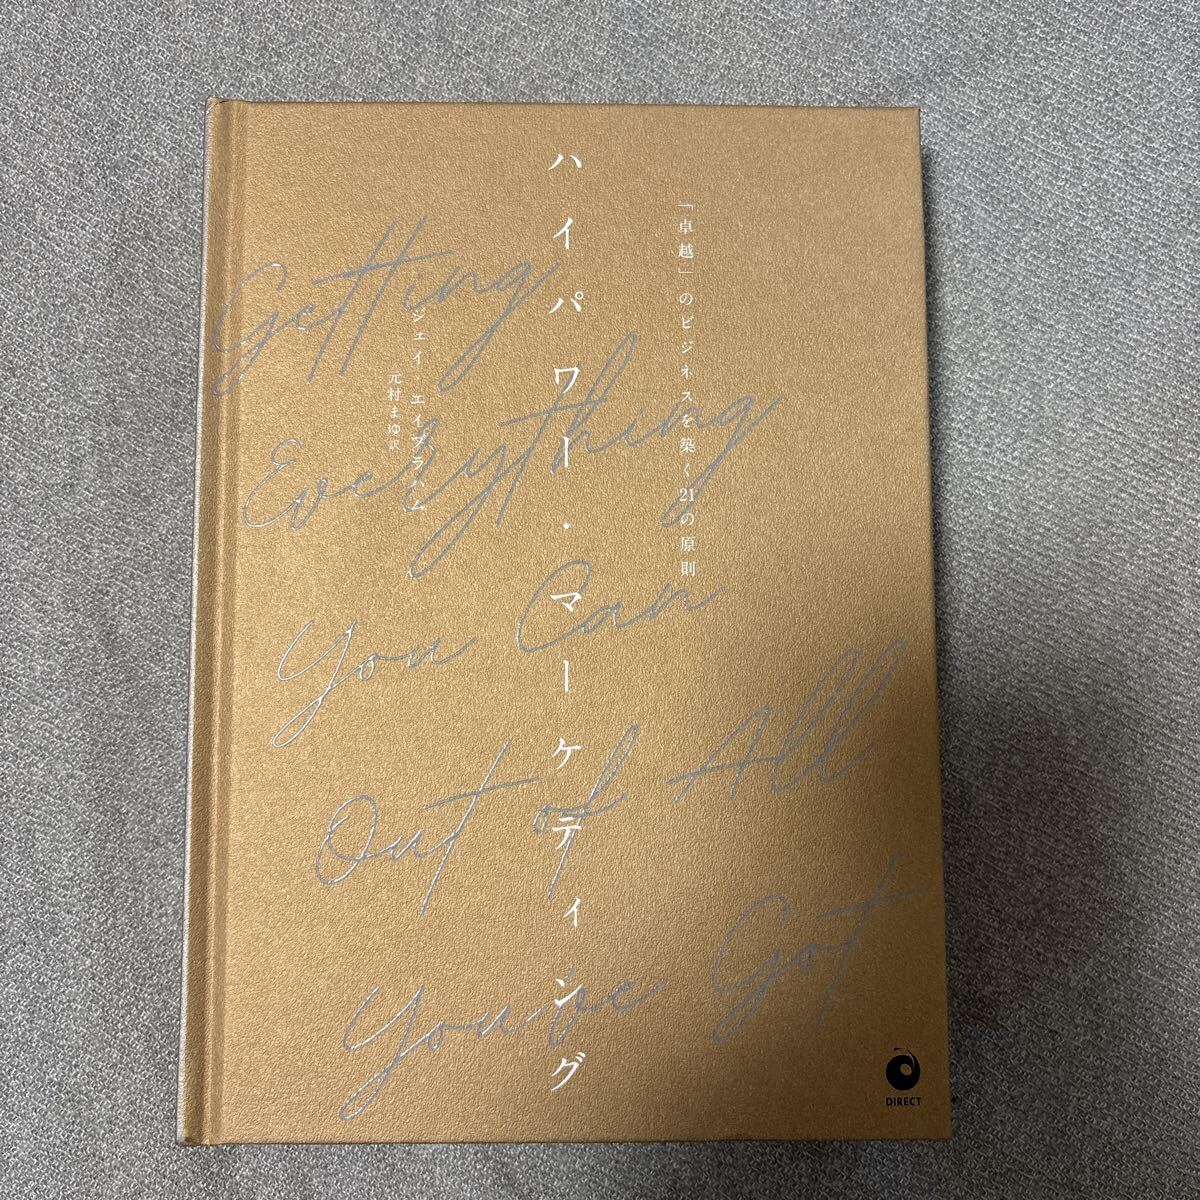 「卓越」のビジネスを築く21の原則
ハイパワー・マーケティング
ジェイ・エイブラハム
元村まゆ 訳
Getting
Everything
You Can
Out of All
You've Got
DIRECT